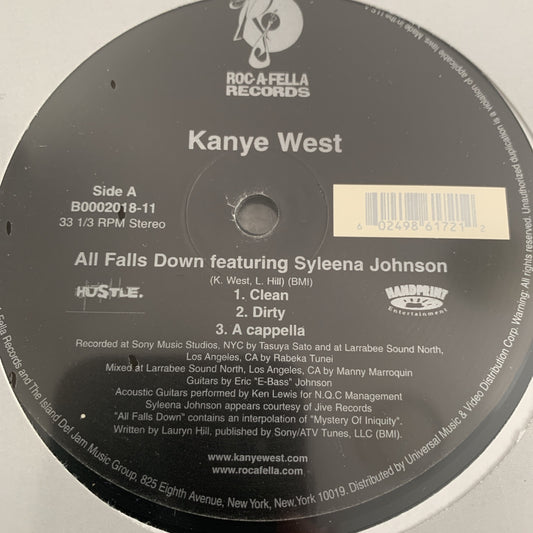 ROC-A-FELLA
RECORDS
Kanye West
Side A
B0002018-11
33 1/3 RPM Stereo
6 02498 61721 2
All Falls Down featuring Syleena Johnson
(K. West, L. Hill) (BMI)
HUSTLE.
1. Clean
2. Dirty
3. A cappella
HANDPRINT
Entertainment
Recorded at Sony Music Studios, NYC by Tasuya Sato and at Larrabee Sound North,
Los Angeles, CA by Rabeka Tunei
Mixed at Larrabee Sound North, Los Angeles, CA by Manny Marroquin
Guitars by Eric "E-Bass" Johnson
Acoustic Guitars performed by Ken Lewis for N.Q.C Management
Syleena Johnson appears courtesy of Jive Records
"All Falls Down" contains an interpolation of "Mystery Of Iniquity".
Written by Lauryn Hill, published by Sony/ATV Tunes, LLC (BMI).
www.kanyewest.com
www.rocafella.com
Fella Records and The Island Def Jam Music Group, 825 Eighth Avenue, New York, New York 10019. Distributed by Universal Music & Video Distribution Corp. Warning: All rights reserved. Unauthorized duplication is a violation of applicable laws. Made in the U.S.A